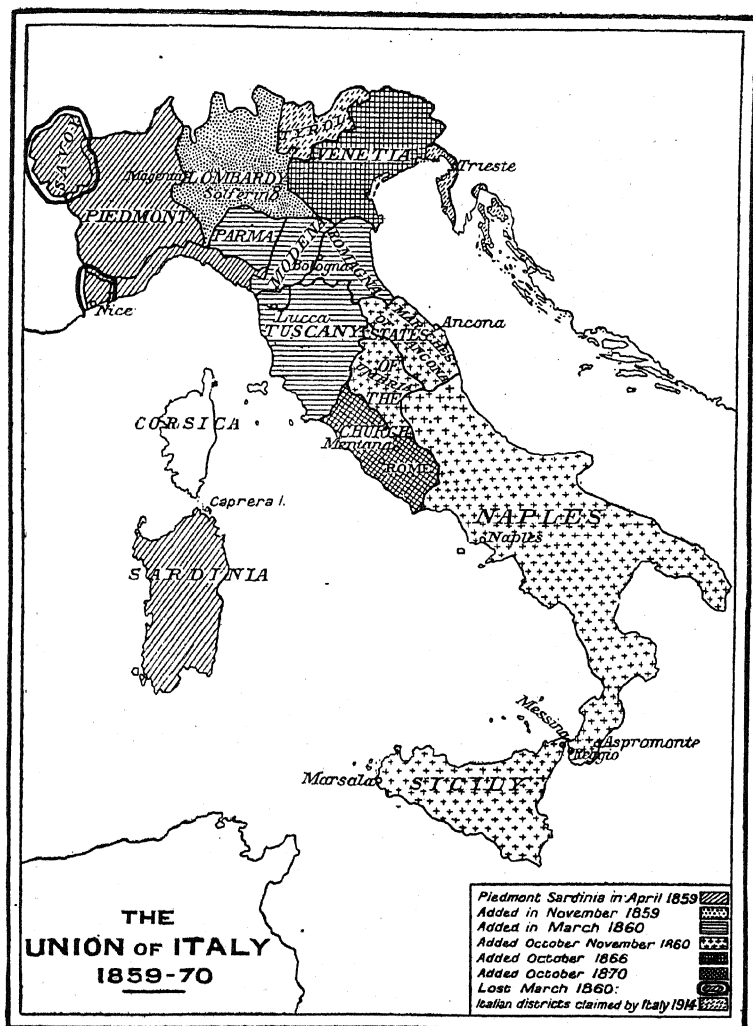 SAVOY
TYROL
VENETIA
Trieste
Magenta
LOMBARDY
Solferino
PIEDMONT
PARMA
MODENA
ROMAGNA
Bologna
Nice
Lucca
TUSCANY
STATES
MARCHES
OF
ANCONA
Ancona
OF
Umbria
THE
CHURCH
Mentana
ROME
CORSICA
Caprera I.
NAPLES
Naples
SARDINIA
Messina
Aspromonte
Reggio
Marsala
SICILY
THE
UNION OF ITALY
1859-70
Piedmont Sardinia in April 1859
Added in November 1859
Added in March 1860
Added October November 1860
Added October 1866
Added October 1870
Lost March 1860:
Italian districts claimed by Italy 1914